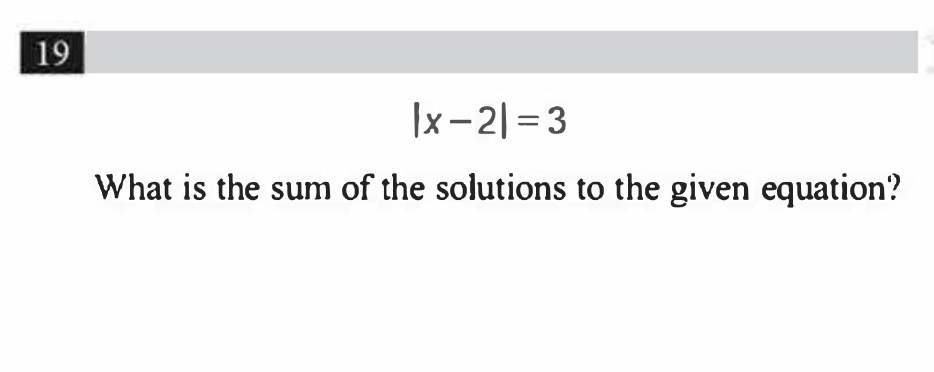 19
|x-2|=3
What is the sum of the solutions to the given equation?